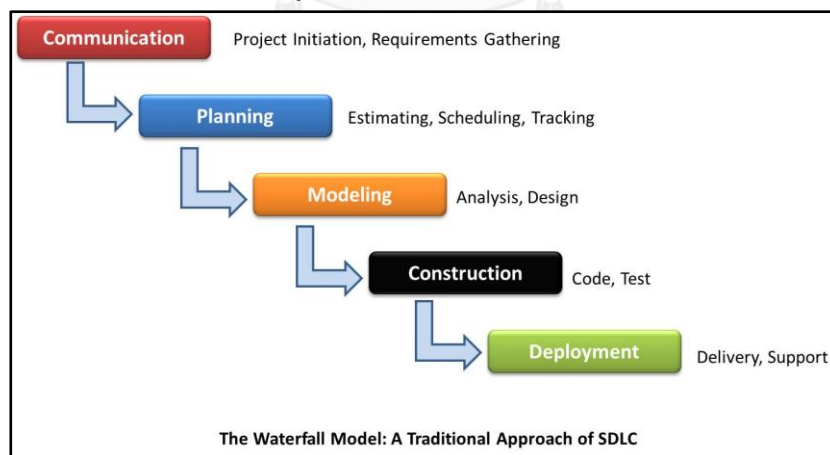 Communication
Project Initiation, Requirements Gathering
Planning
Estimating, Scheduling, Tracking
Modeling
Analysis, Design
Construction
Code, Test
Deployment
Delivery, Support
The Waterfall Model: A Traditional Approach of SDLC